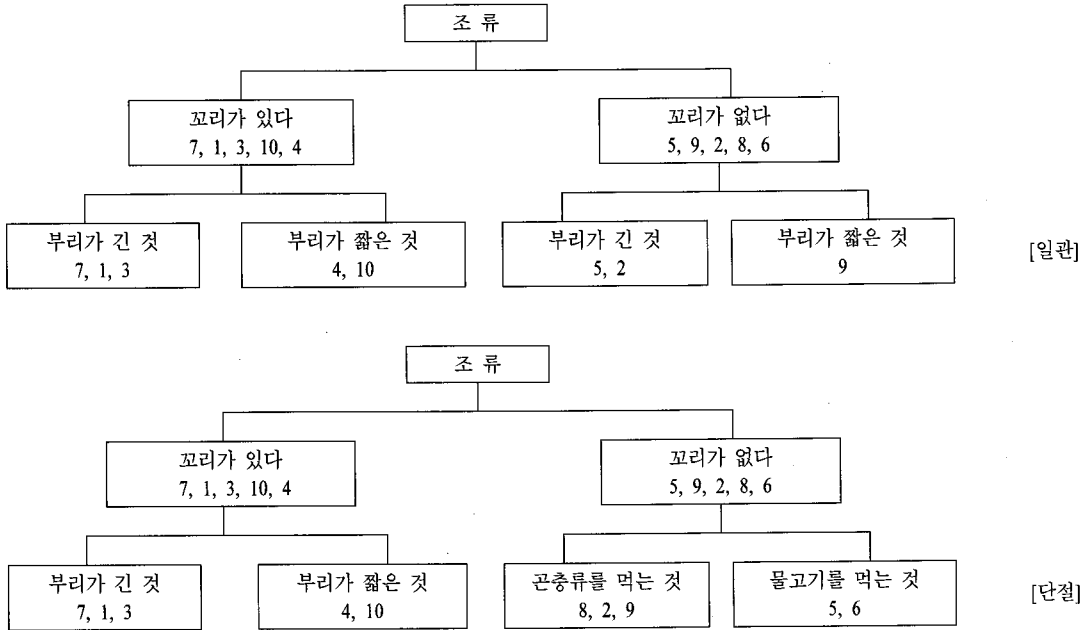 조 류
꼬리가 있다
7, 1, 3, 10, 4
꼬리가 없다
5, 9, 2, 8, 6
부리가 긴 것
7, 1, 3
부리가 짧은 것
4, 10
부리가 긴 것
5, 2
부리가 짧은 것
9
[일관]
조 류
꼬리가 있다
7, 1, 3, 10, 4
꼬리가 없다
5, 9, 2, 8, 6
부리가 긴 것
7, 1, 3
부리가 짧은 것
4, 10
곤충류를 먹는 것
8, 2, 9
물고기를 먹는 것
5, 6
[단절]